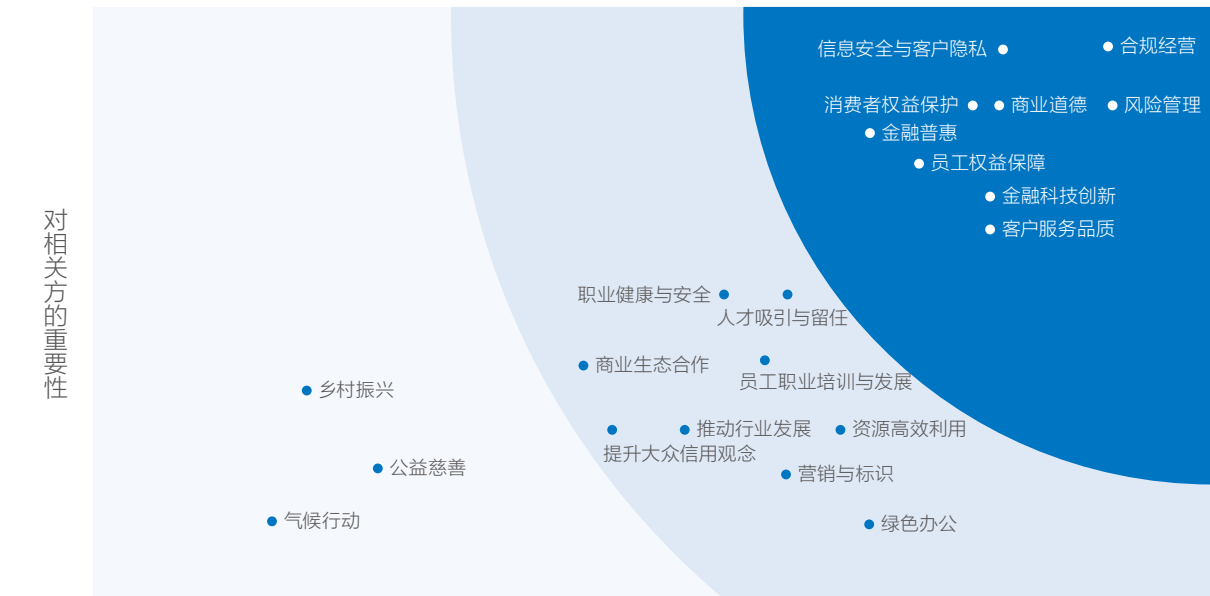 对相关方的重要性
信息安全与客户隐私
合规经营
消费者权益保护
商业道德
风险管理
金融普惠
员工权益保障
金融科技创新
客户服务品质
职业健康与安全
人才吸引与留任
商业生态合作
员工职业培训与发展
乡村振兴
推动行业发展
资源高效利用
提升大众信用观念
公益慈善
营销与标识
气候行动
绿色办公